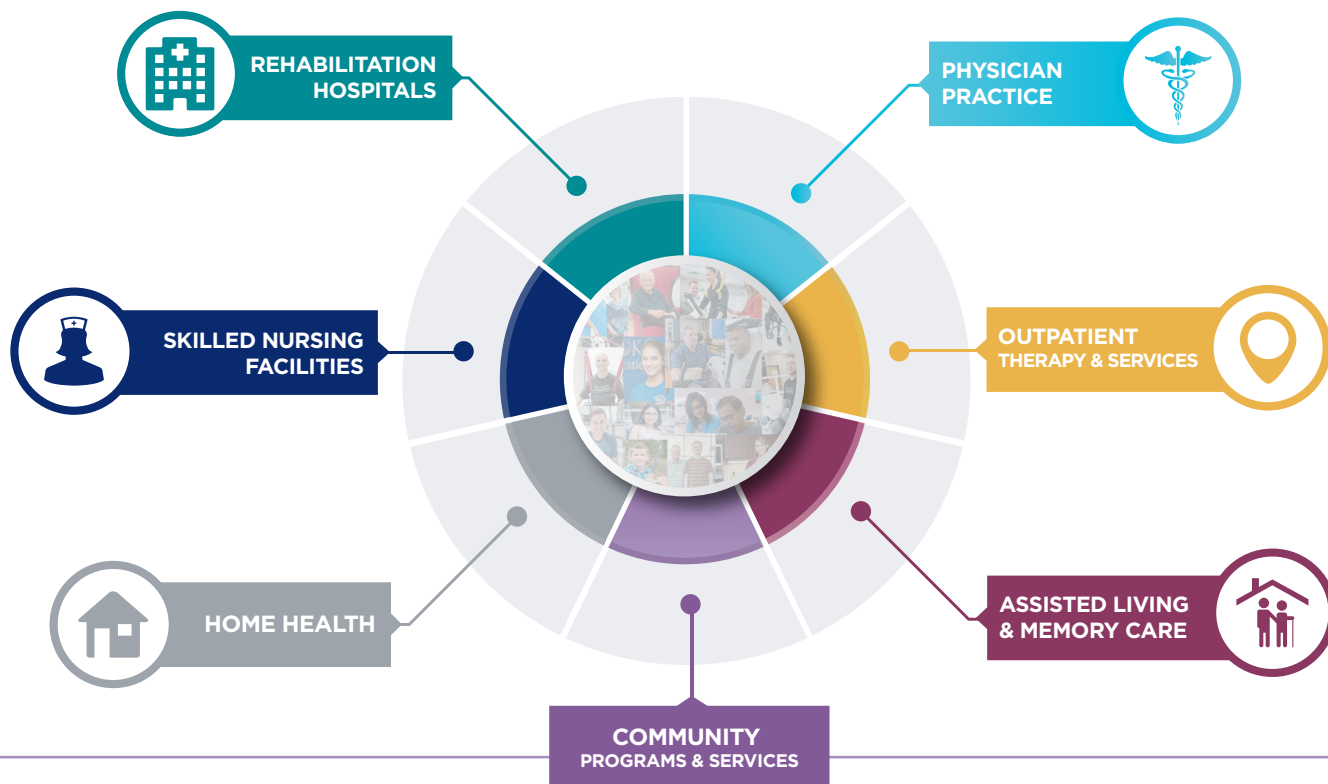 REHABILITATION
HOSPITALS
PHYSICIAN
PRACTICE
SKILLED NURSING
FACILITIES
OUTPATIENT
THERAPY & SERVICES
HOME HEALTH
ASSISTED LIVING
& MEMORY CARE
COMMUNITY
PROGRAMS & SERVICES